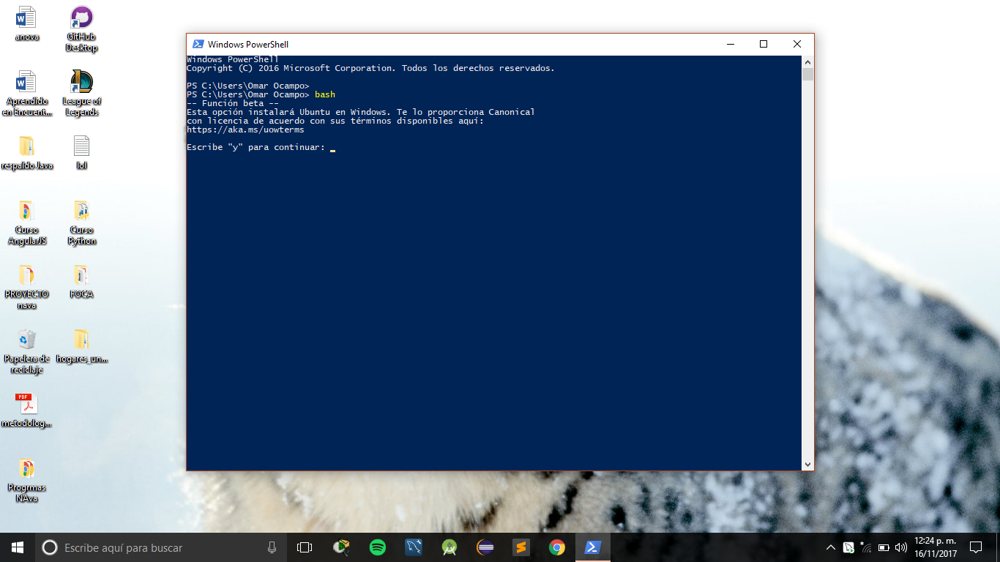 anova
GitHub
Desktop
Aprendido
en Encuent...
League of
Legends
respaldoJava
lol
Curso
AngularJS
Curso
Python
PROYECTO
nava
FOCA
Papelera de
reciclaje
hogares_un...
PDF
metodolog...
Progrmas
NAva
Windows PowerShell
Windows PowerShell
Copyright (C) 2016 Microsoft Corporation. Todos los derechos reservados.
PS C:\Users\Omar Ocampo>
PS C:\Users\Omar Ocampo> bash
-- Función beta --
Esta opción instalará Ubuntu en Windows. Te lo proporciona Canonical
con licencia de acuerdo con sus términos disponibles aquí:
https://aka.ms/uowterms
Escribe "y" para continuar:
Escribe aquí para buscar
12:24 p. m.
16/11/2017